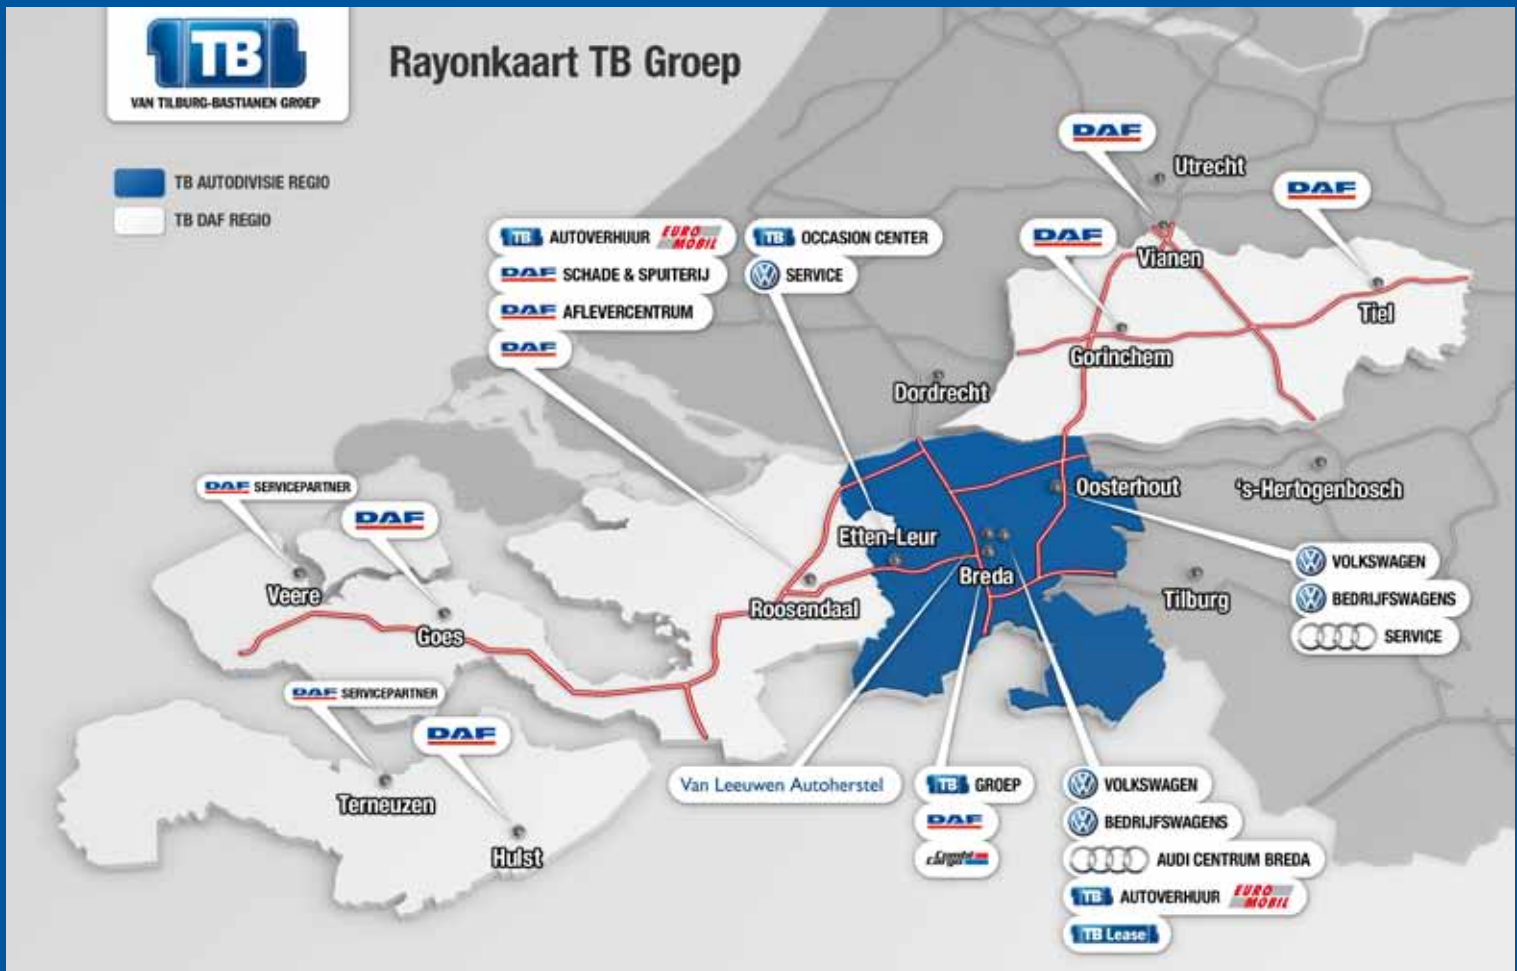 TB
VAN TILBURG-BASTIANEN GROEP
Rayonkaart TB Groep
TB AUTODIVISIE REGIO
TB DAF REGIO
DAF
Utrecht
DAF
TB AUTOVERHUUR EURO MOBIL
DAF SCHADE & SPUITERIJ
DAF AFLEVERCENTRUM
DAF
TB OCCASION CENTER
VW SERVICE
DAF
Vianen
Tiel
Gorinchem
Dordrecht
DAF SERVICEPARTNER
DAF
Oosterhout
's-Hertogenbosch
Etten-Leur
Breda
VOLKSWAGEN
BEDRIJFSWAGENS
SERVICE
Tilburg
Veere
Roosendaal
Goes
DAF SERVICEPARTNER
DAF
Terneuzen
Hulst
Van Leeuwen Autoherstel
TB GROEP
DAF
Combi cargo
VOLKSWAGEN
BEDRIJFSWAGENS
AUDI CENTRUM BREDA
TB AUTOVERHUUR EURO MOBIL
TB Lease